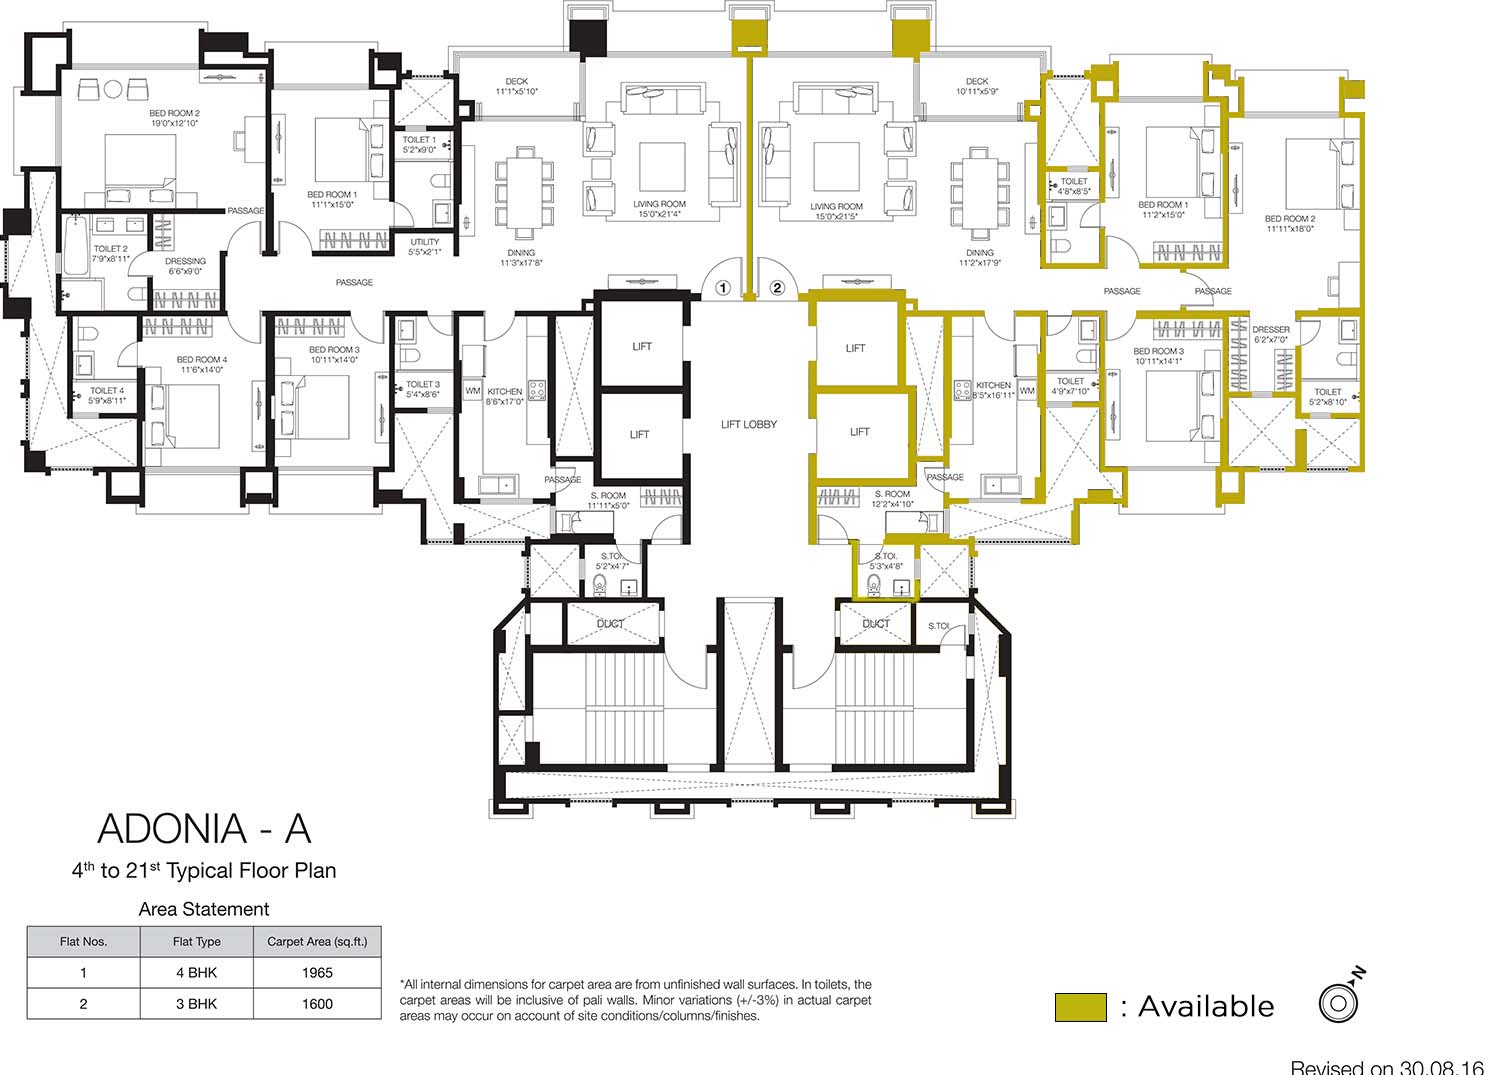 DECK
11'1"x5'10"
DECK
10'11"x5'9"
BED ROOM 2
19'0"x12'10"
BED ROOM 1
11'1"x15'0"
TOILET 1
5'2"x9'0"
LIVING ROOM
15'0"x21'4"
LIVING ROOM
15'0"x21'5"
TOILET
4'8"x8'5"
BED ROOM 1
11'2"x15'0"
BED ROOM 2
11'11"x18'0"
PASSAGE
UTILITY
5'5"x2'1"
DINING
11'3"x17'8"
DINING
11'2"x17'9"
TOILET 2
7'9"x8'11"
DRESSING
6'6"x9'0"
PASSAGE
1
2
PASSAGE
PASSAGE
BED ROOM 4
11'6"x14'0"
BED ROOM 3
10'11"x14'0"
LIFT
LIFT
BED ROOM 3
10'11"x14'1"
DRESSER
6'2"x7'0"
TOILET 4
5'9"x8'11"
TOILET 3
5'4"x8'6"
WM
KITCHEN
8'6"x17'0"
KITCHEN
8'5"x16'11"
WM
TOILET
4'9"x7'10"
TOILET
5'2"x8'10"
LIFT
LIFT LOBBY
LIFT
PASSAGE
PASSAGE
S. ROOM
11'11"x5'0"
S. ROOM
12'2"x4'10"
S.TOI.
5'2"x4'7"
S.TOI.
5'3"x4'8"
DUCT
DUCT
S.TOI.
ADONIA - A
4th to 21st Typical Floor Plan
Area Statement
Flat Nos. Flat Type Carpet Area (sq.ft.)
1 4 BHK 1965
2 3 BHK 1600
*All internal dimensions for carpet area are from unfinished wall surfaces. In toilets, the
carpet areas will be inclusive of pali walls. Minor variations (+/-3%) in actual carpet
areas may occur on account of site conditions/columns/finishes.
: Available
N
Revised on 30.08.16